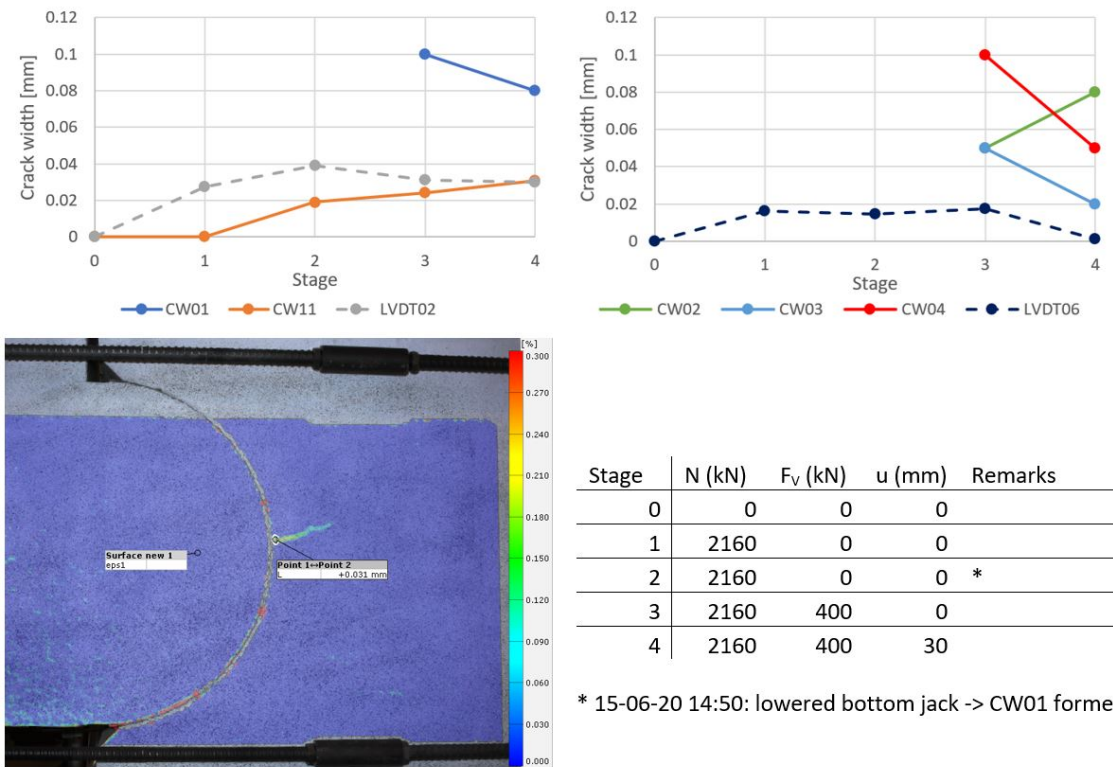 0.12
0.1
0.08
0.06
0.04
0.02
0
Crack width [mm]
0 1 2 3 4
Stage
CW01 CW11 LVDT02
0.12
0.1
0.08
0.06
0.04
0.02
0
Crack width [mm]
0 1 2 3 4
Stage
CW02 CW03 CW04 LVDT06
[%]
0.300
0.270
0.240
0.210
0.180
0.150
0.120
0.090
0.060
0.030
0.000
Surface new 1
eps1
Point 1↔Point 2
L +0.031 mm
Stage N (kN) FV (kN) u (mm) Remarks
0 0 0 0
1 2160 0 0
2 2160 0 0 *
3 2160 400 0
4 2160 400 30
* 15-06-20 14:50: lowered bottom jack -> CW01 forme